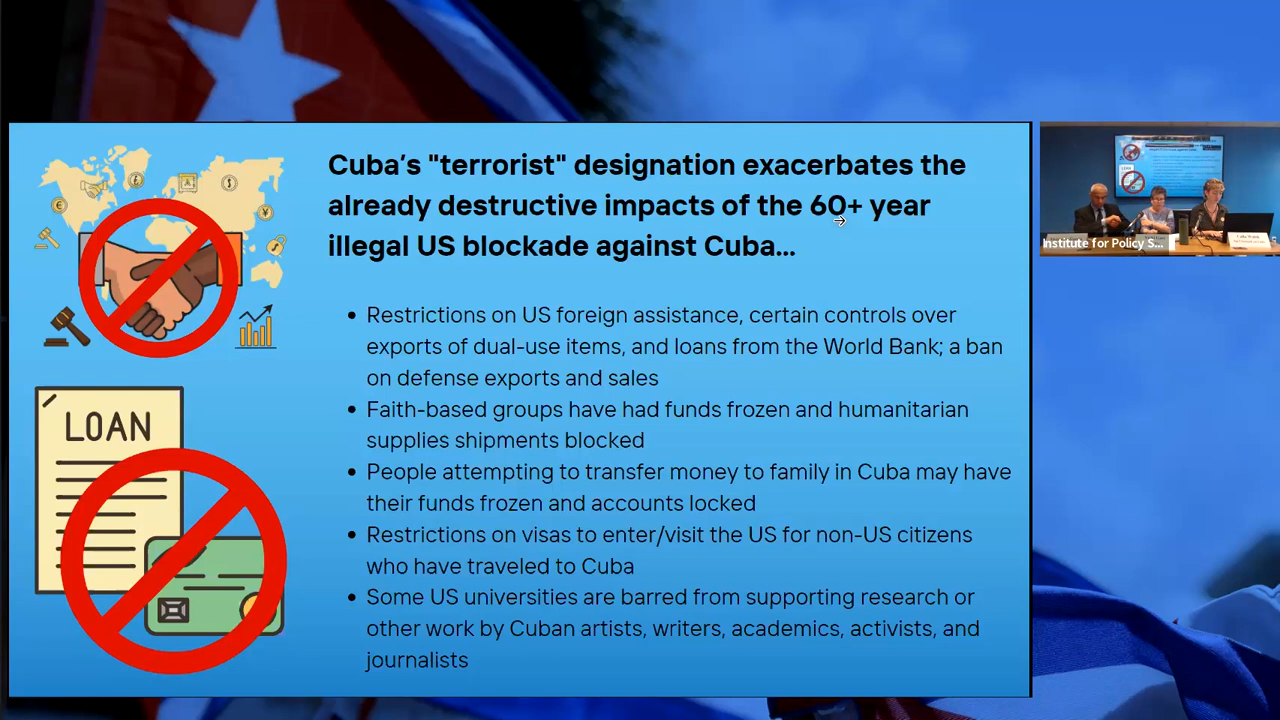 Cuba's "terrorist" designation exacerbates the
already destructive impacts of the 60+ year
illegal US blockade against Cuba...
• Restrictions on US foreign assistance, certain controls over
exports of dual-use items, and loans from the World Bank; a ban
on defense exports and sales
• Faith-based groups have had funds frozen and humanitarian
supplies shipments blocked
• People attempting to transfer money to family in Cuba may have
their funds frozen and accounts locked
• Restrictions on visas to enter/visit the US for non-US citizens
who have traveled to Cuba
• Some US universities are barred from supporting research or
other work by Cuban artists, writers, academics, activists, and
journalists
LOAN
Institute for Policy S...